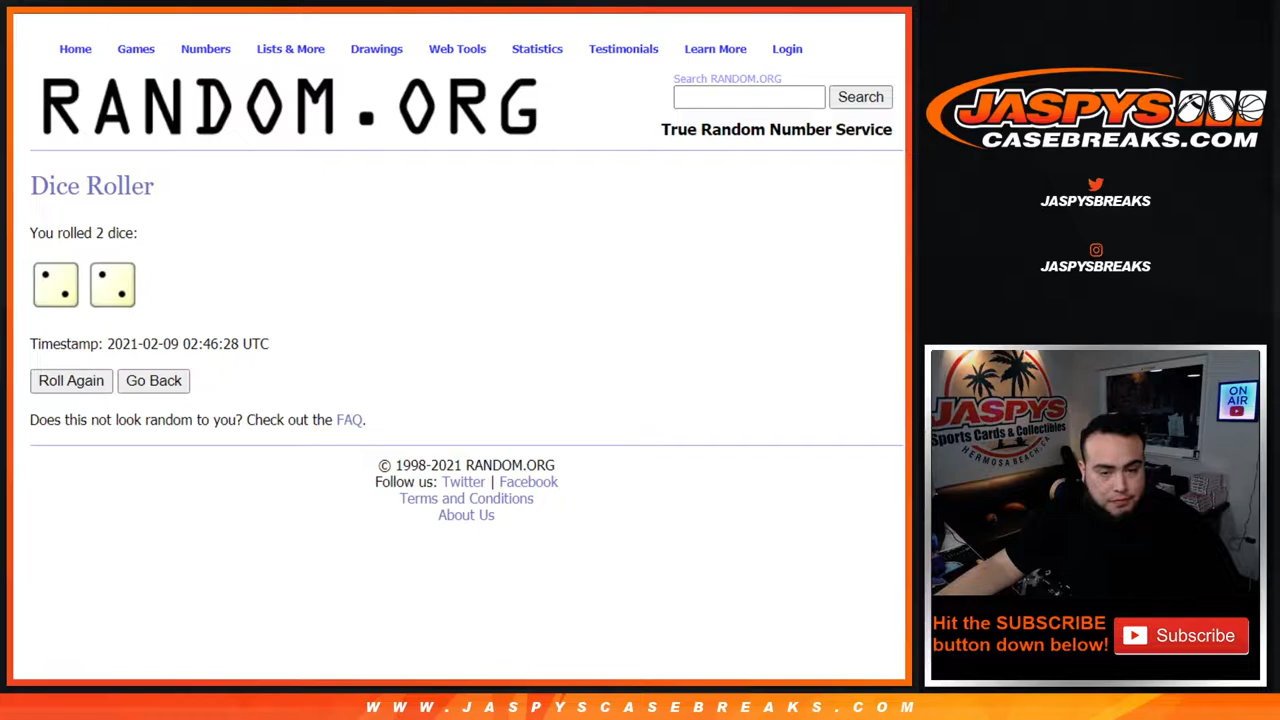 Home Games Numbers Lists & More Drawings Web Tools Statistics Testimonials Learn More Login
RANDOM.ORG
Search RANDOM.ORG
Search
True Random Number Service
Dice Roller
You rolled 2 dice:
Timestamp: 2021-02-09 02:46:28 UTC
Roll Again Go Back
Does this not look random to you? Check out the FAQ.
© 1998-2021 RANDOM.ORG
Follow us: Twitter | Facebook
Terms and Conditions
About Us
JASPYS
CASEBREAKS.COM
JASPYSBREAKS
JASPYSBREAKS
JASPYS
Sports Cards & Collectibles
HERMOSA BEACH, CA
ON
AIR
Hit the SUBSCRIBE
button down below!
Subscribe
WWW.JASPYSCASEBREAKS.COM